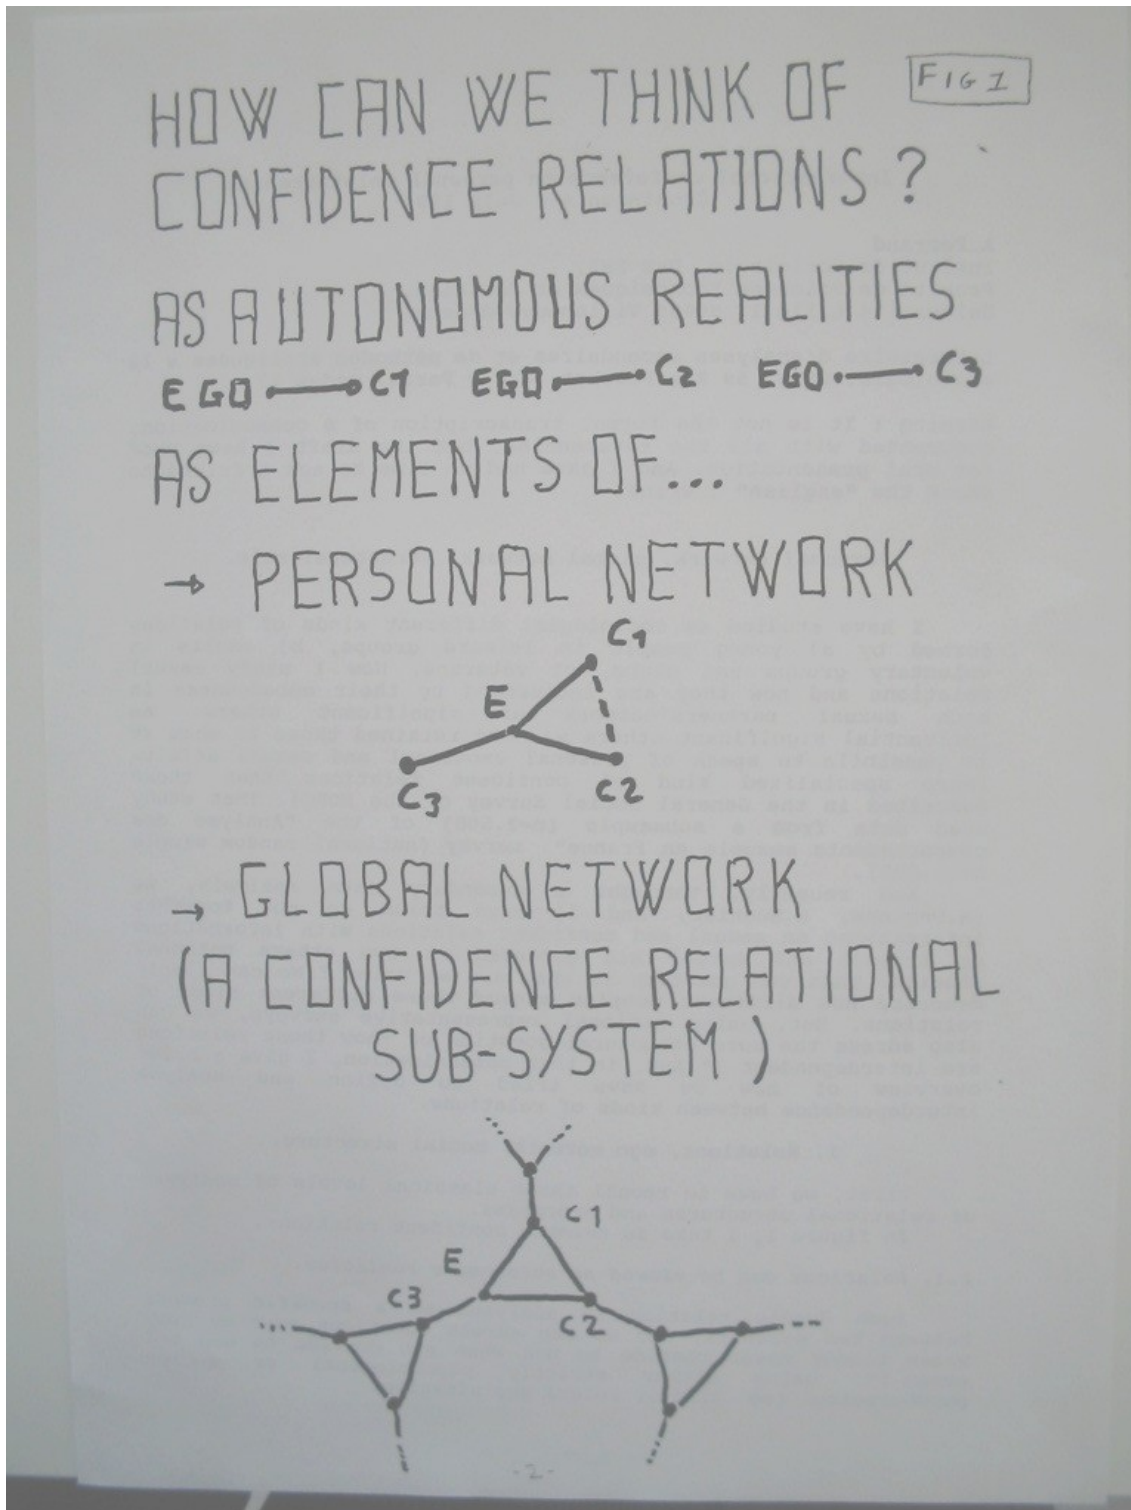 FIG 1
HOW CAN WE THINK OF
CONFIDENCE RELATIONS ?
AS AUTONOMOUS REALITIES
EGO C1 EGO C2 EGO C3
AS ELEMENTS OF...
→ PERSONAL NETWORK
C1
E
C3 C2
→ GLOBAL NETWORK
(A CONFIDENCE RELATIONAL
SUB-SYSTEM )
C1
E
C3
C2
-2-